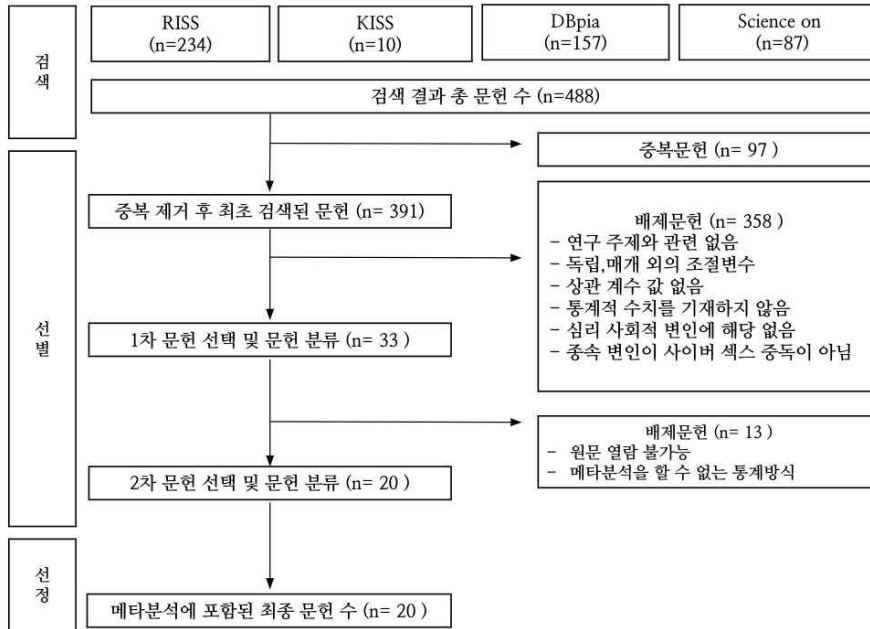 RISS
(n=234)
KISS
(n=10)
DBpia
(n=157)
Science on
(n=87)
검색
검색 결과 총 문헌 수 (n=488)
중복문헌 (n= 97 )
선별
중복 제거 후 최초 검색된 문헌 (n= 391)
배제문헌 (n= 358 )
- 연구 주제와 관련 없음
- 독립,매개 외의 조절변수
- 상관 계수 값 없음
- 통계적 수치를 기재하지 않음
- 심리 사회적 변인에 해당 없음
- 종속 변인이 사이버 섹스 중독이 아님
1차 문헌 선택 및 문헌 분류 (n= 33 )
배제문헌 (n= 13 )
- 원문 열람 불가능
- 메타분석을 할 수 없는 통계방식
2차 문헌 선택 및 문헌 분류 (n= 20 )
선정
메타분석에 포함된 최종 문헌 수 (n= 20 )